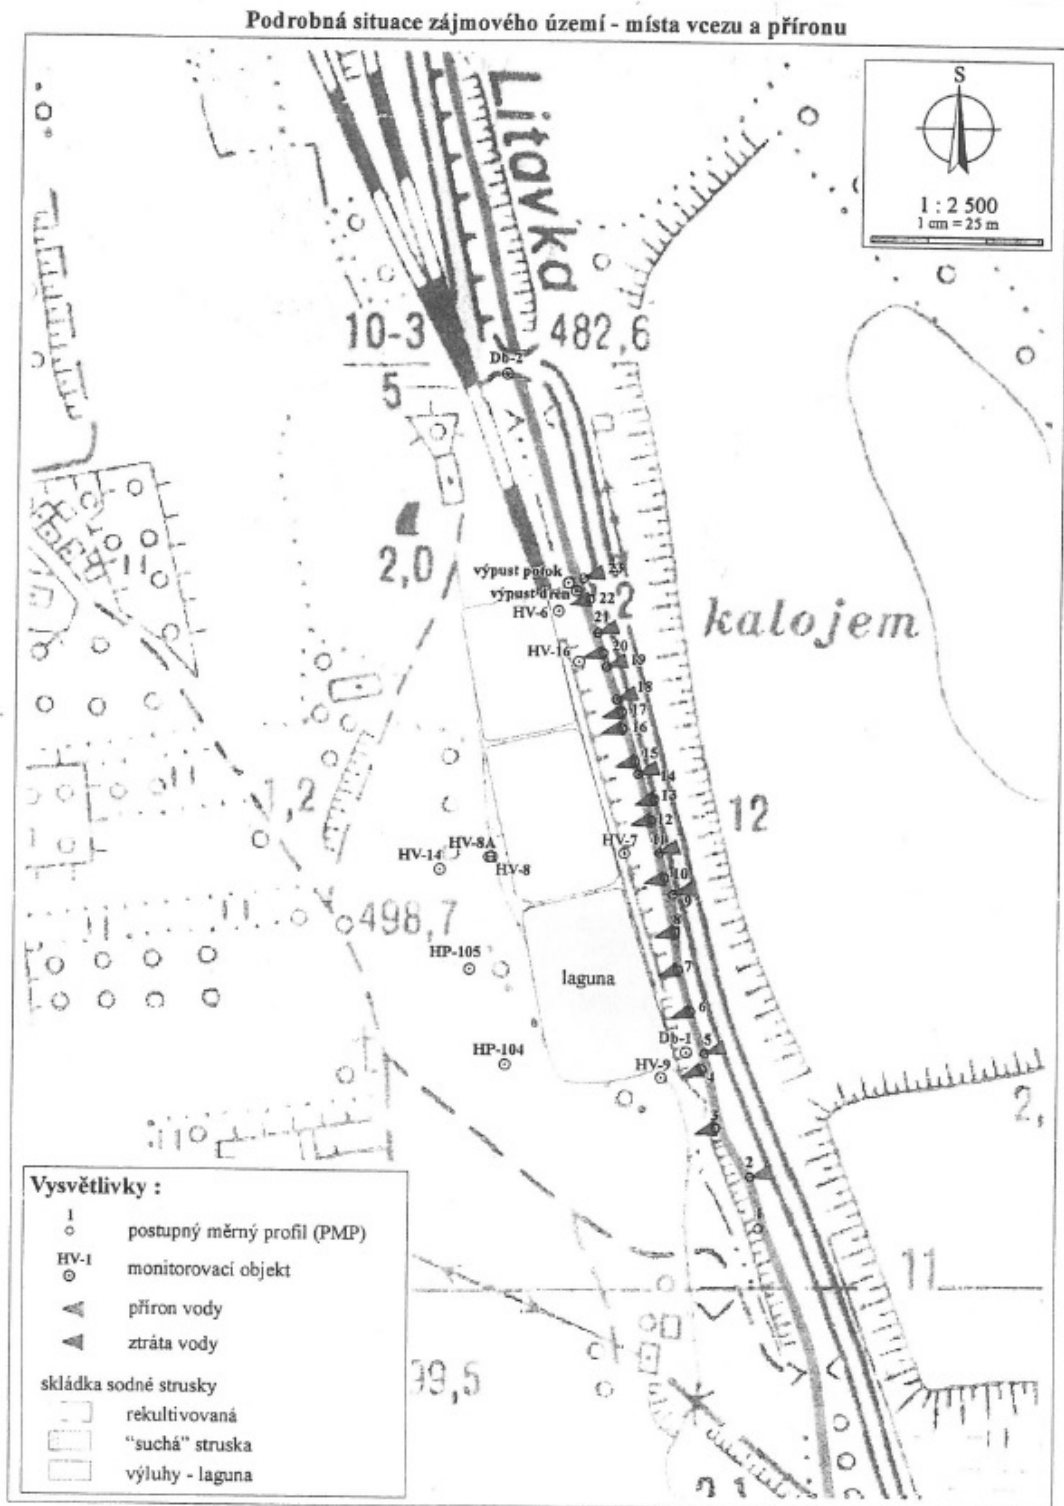 Podrobná situace zájmového území - místa vcezu a příronu
S
1 : 2 500
1 cm = 25 m
Litavka
10-3
5
482,6
Db-2
2,0
výpust potok
23
výpust drén
22
2
HV-6
21
kalojem
HV-16
20
19
18
17
16
15
14
1,2
13
12
12
HV-7
11
HV-8A
HV-14
HV-8
10
9
498,7
8
HP-105
7
laguna
6
Db-1
5
HP-104
HV-9
4
3
2,
2
1
11
99,5
Vysvětlivky :
1
postupný měrný profil (PMP)
HV-1
monitorovací objekt
příron vody
ztráta vody
skládka sodné strusky
rekultivovaná
"suchá" struska
výluhy - laguna